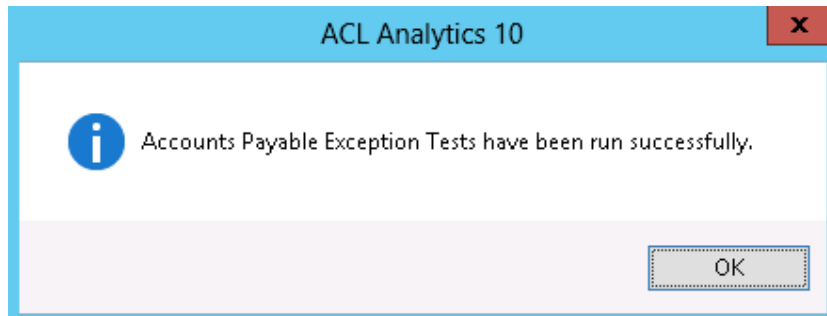 ACL Analytics 10
x
Accounts Payable Exception Tests have been run successfully.
OK